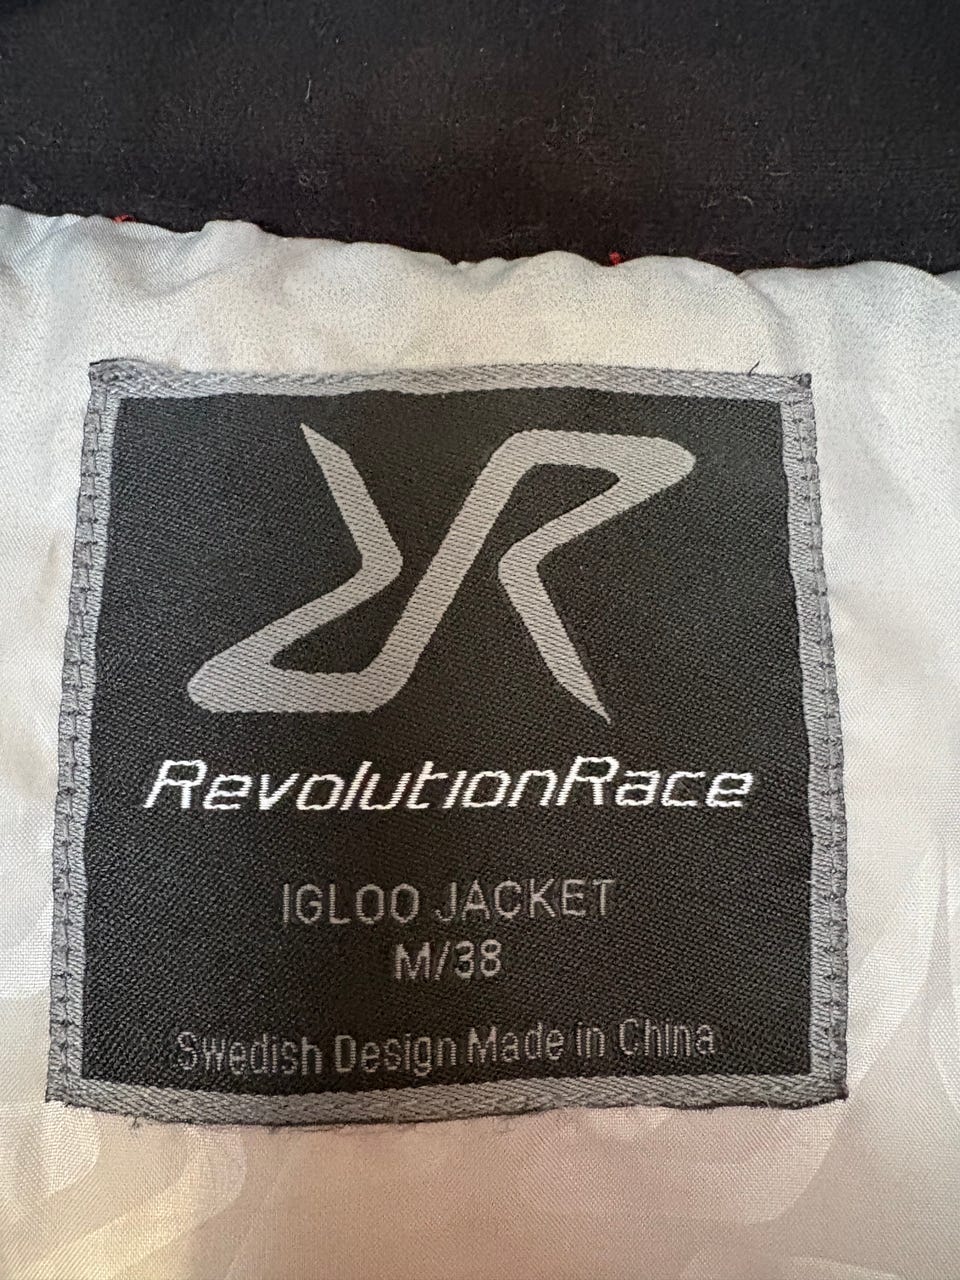 RevolutionRace
IGLOO JACKET
M/38
Swedish Design Made in China